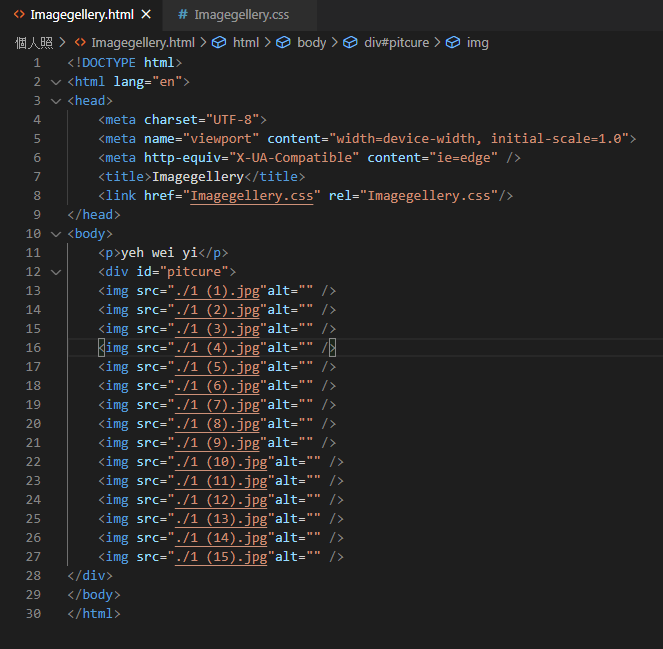 Imagegellery.html
Imagegellery.css
個人照 > Imagegellery.html > html > body > div#pitcure > img
1 <!DOCTYPE html>
2 <html lang="en">
3 <head>
4 <meta charset="UTF-8">
5 <meta name="viewport" content="width=device-width, initial-scale=1.0">
6 <meta http-equiv="X-UA-Compatible" content="ie=edge" />
7 <title>Imagegellery</title>
8 <link href="Imagegellery.css" rel="Imagegellery.css"/>
9 </head>
10 <body>
11 <p>yeh wei yi</p>
12 <div id="pitcure">
13 <img src="./1 (1).jpg"alt="" />
14 <img src="./1 (2).jpg"alt="" />
15 <img src="./1 (3).jpg"alt="" />
16 <img src="./1 (4).jpg"alt="" />
17 <img src="./1 (5).jpg"alt="" />
18 <img src="./1 (6).jpg"alt="" />
19 <img src="./1 (7).jpg"alt="" />
20 <img src="./1 (8).jpg"alt="" />
21 <img src="./1 (9).jpg"alt="" />
22 <img src="./1 (10).jpg"alt="" />
23 <img src="./1 (11).jpg"alt="" />
24 <img src="./1 (12).jpg"alt="" />
25 <img src="./1 (13).jpg"alt="" />
26 <img src="./1 (14).jpg"alt="" />
27 <img src="./1 (15).jpg"alt="" />
28 </div>
29 </body>
30 </html>